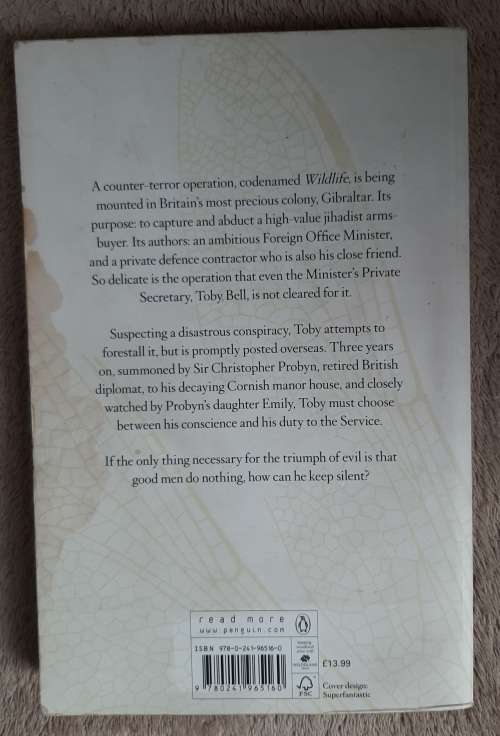 A counter-terror operation, codenamed Wildlife, is being
mounted in Britain's most precious colony, Gibraltar. Its
purpose: to capture and abduct a high-value jihadist arms-
buyer. Its authors: an ambitious Foreign Office Minister,
and a private defence contractor who is also his close friend.
So delicate is the operation that even the Minister's Private
Secretary, Toby Bell, is not cleared for it.
Suspecting a disastrous conspiracy, Toby attempts to
forestall it, but is promptly posted overseas. Three years
on, summoned by Sir Christopher Probyn, retired British
diplomat, to his decaying Cornish manor house, and closely
watched by Probyn's daughter Emily, Toby must choose
between his conscience and his duty to the Service.
If the only thing necessary for the triumph of evil is that
good men do nothing, how can he keep silent?
read more
www penguin com
ISBN 978-0-241-96516-0
9 780241 965160
£13.99
FSC
Cover design:
Superfantastic